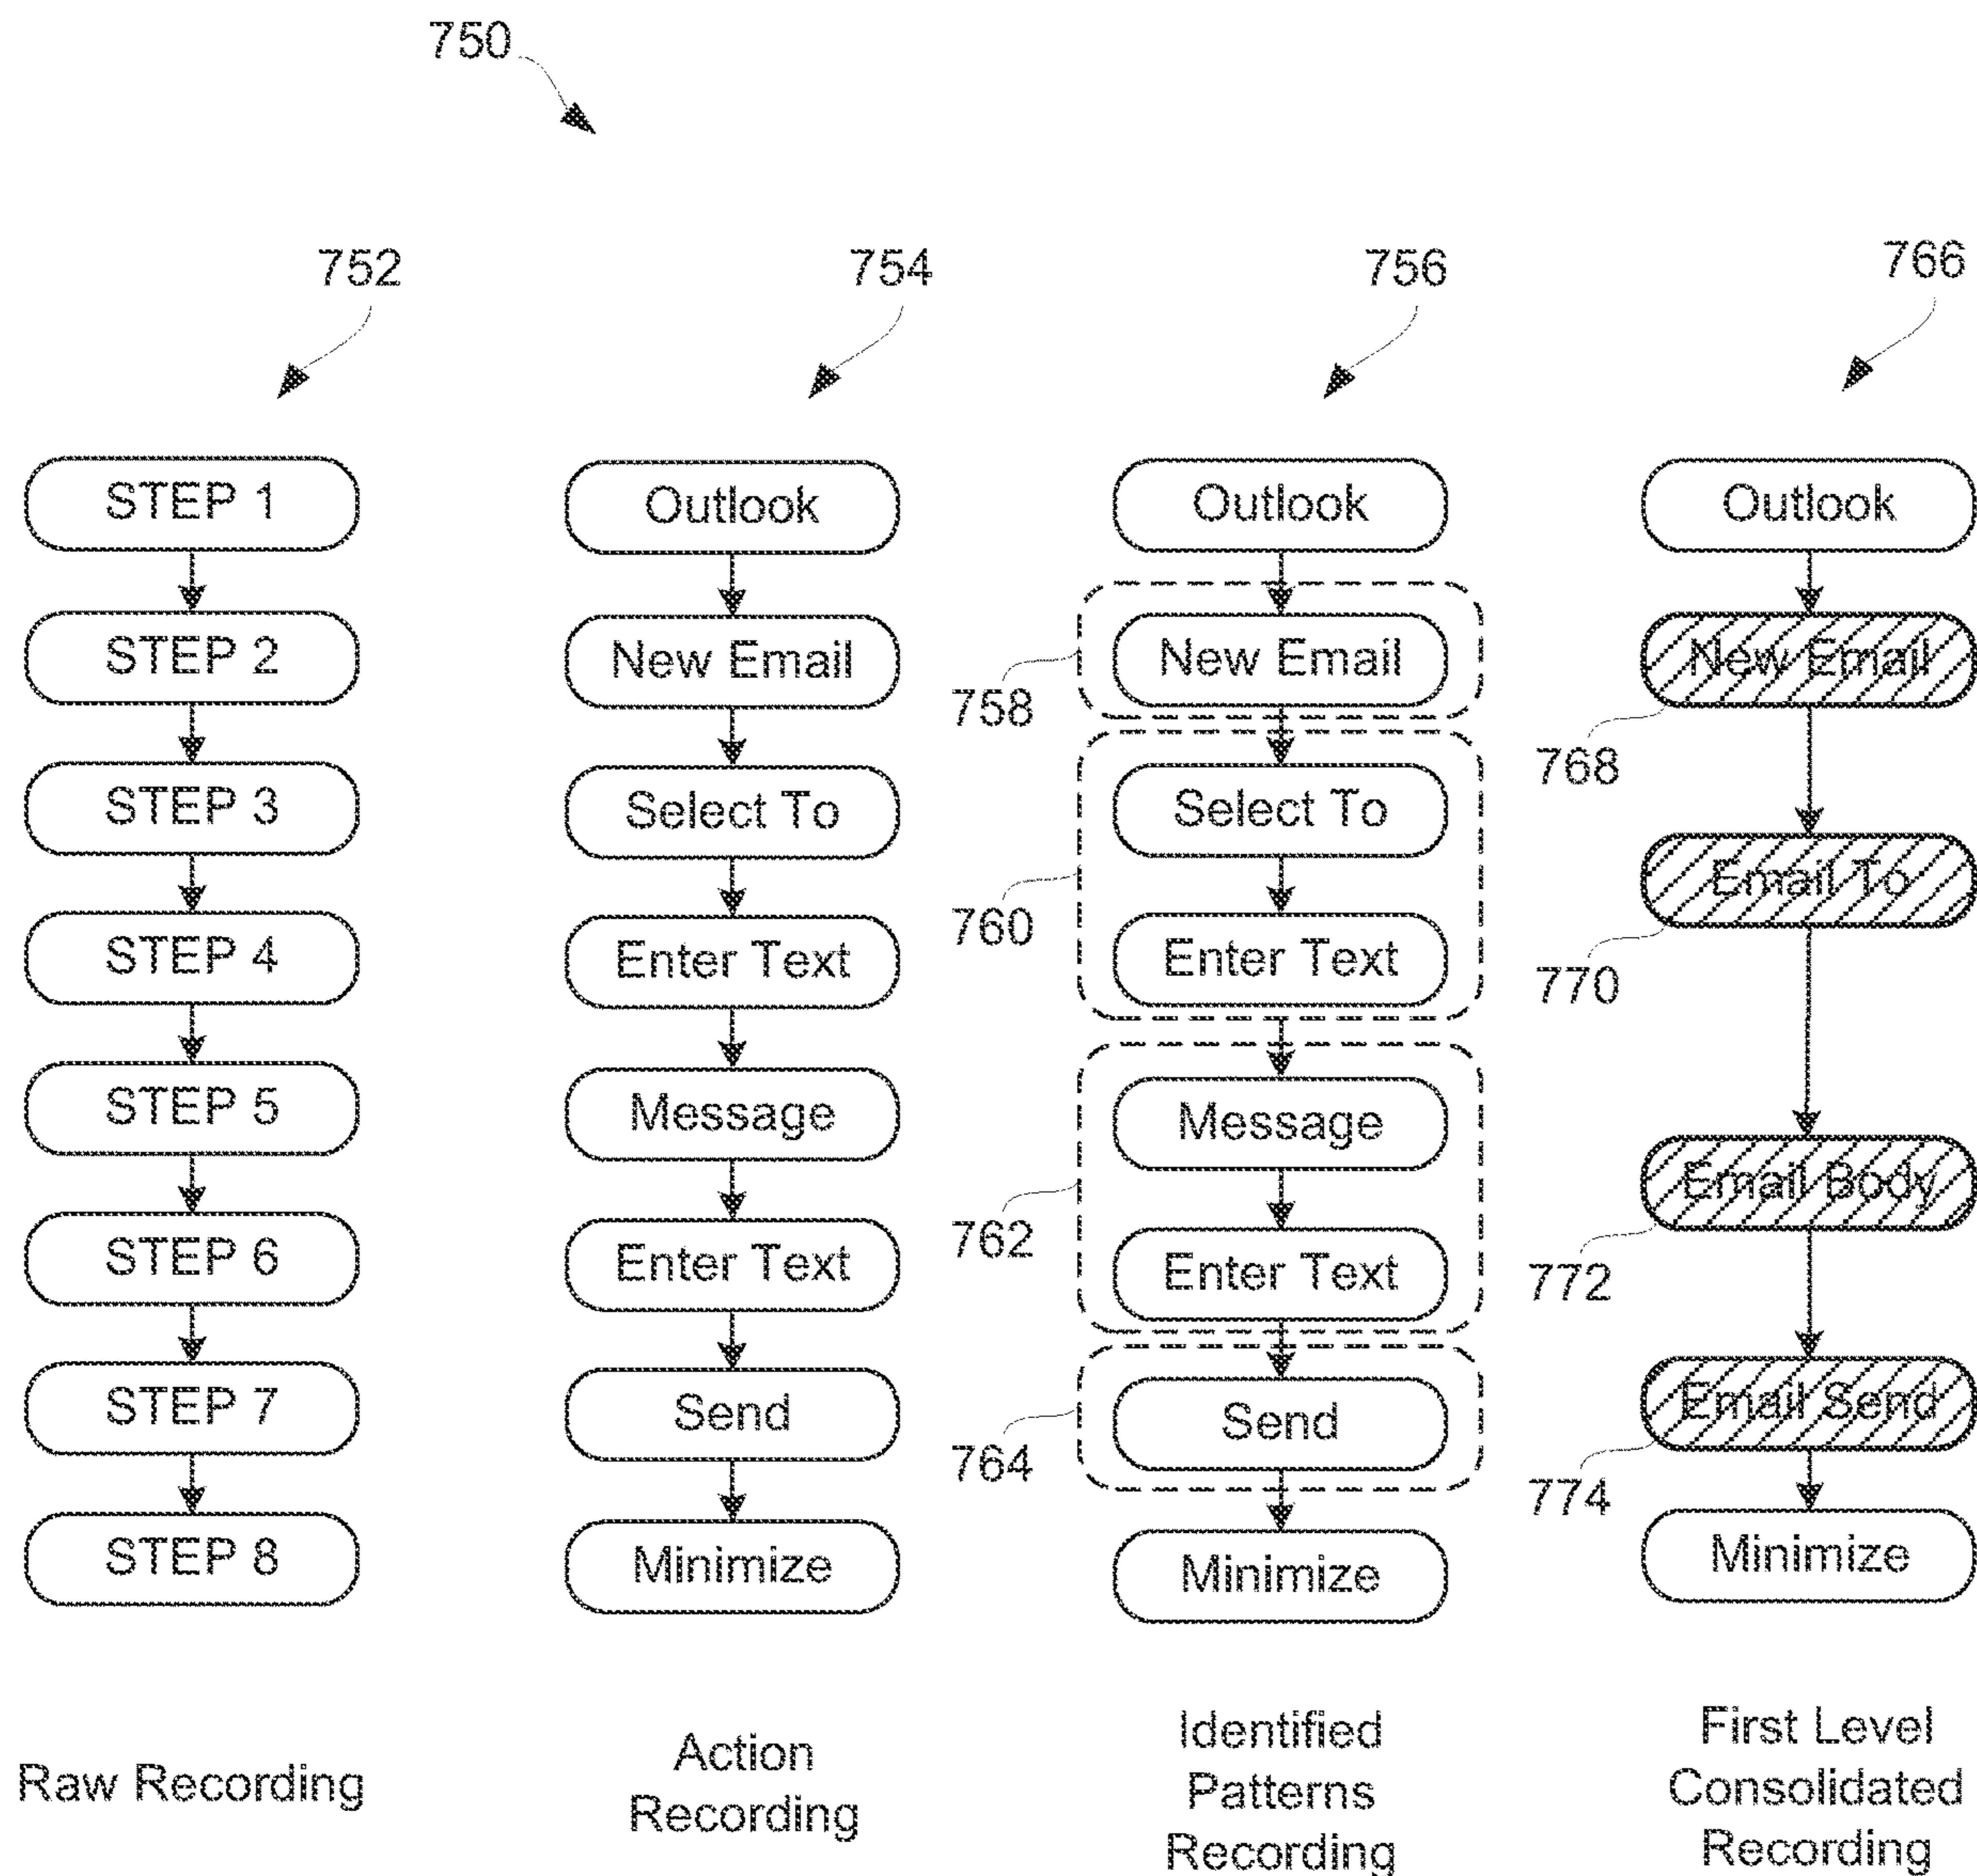 750
752
754
756
766
STEP 1
Outlook
Outlook
Outlook
STEP 2
New Email
New Email
New Email
758
768
STEP 3
Select To
Select To
Email To
760
770
STEP 4
Enter Text
Enter Text
STEP 5
Message
Message
Email Body
762
772
STEP 6
Enter Text
Enter Text
STEP 7
Send
Send
Email Send
764
774
STEP 8
Minimize
Minimize
Minimize
Raw Recording
Action
Recording
Identified
Patterns
Recording
First Level
Consolidated
Recording